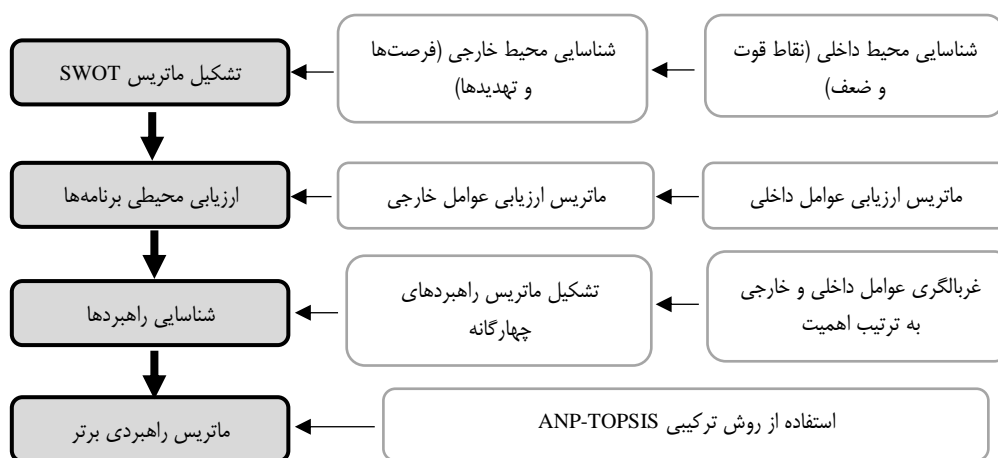 شناسایی محیط داخلی (نقاط قوت
و ضعف)
شناسایی محیط خارجی (فرصت‌ها
و تهدیدها)
تشکیل ماتریس SWOT
ماتریس ارزیابی عوامل داخلی
ماتریس ارزیابی عوامل خارجی
ارزیابی محیطی برنامه‌ها
غربالگری عوامل داخلی و خارجی
به ترتیب اهمیت
تشکیل ماتریس راهبردهای
چهارگانه
شناسایی راهبردها
استفاده از روش ترکیبی ANP-TOPSIS
ماتریس راهبردی برتر